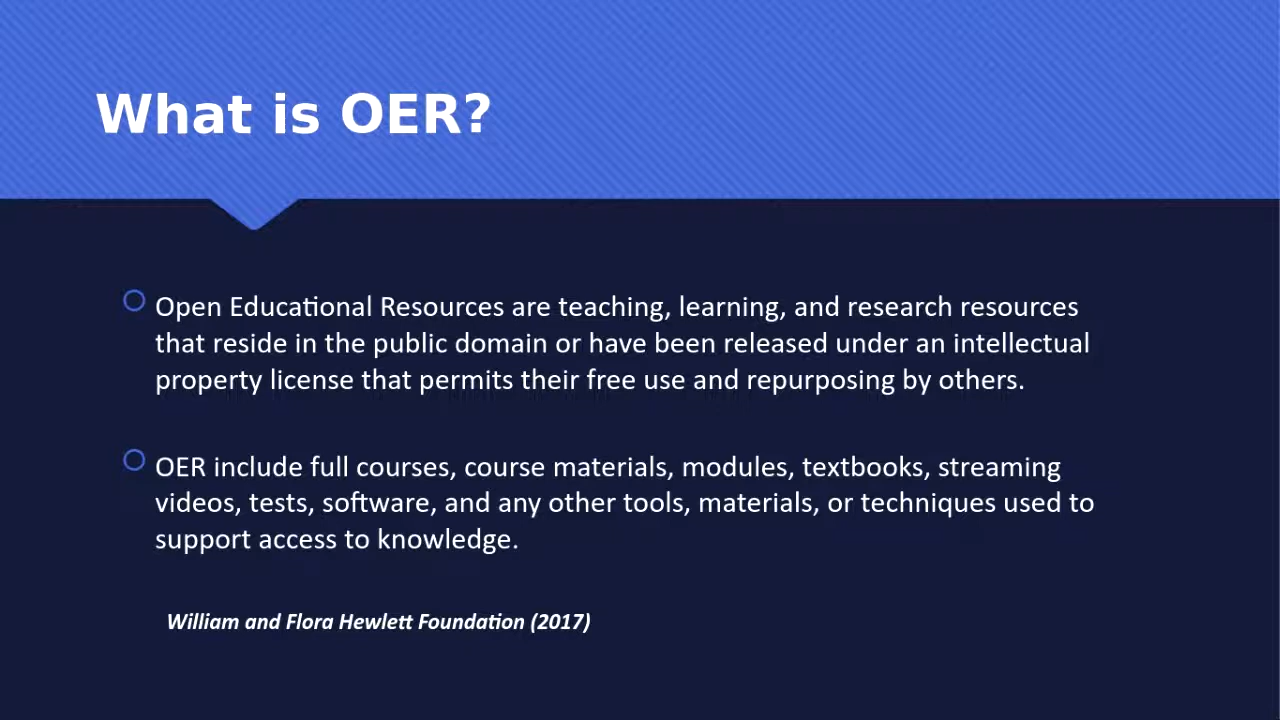 What is OER?
Open Educational Resources are teaching, learning, and research resources
that reside in the public domain or have been released under an intellectual
property license that permits their free use and repurposing by others.
OER include full courses, course materials, modules, textbooks, streaming
videos, tests, software, and any other tools, materials, or techniques used to
support access to knowledge.
William and Flora Hewlett Foundation (2017)